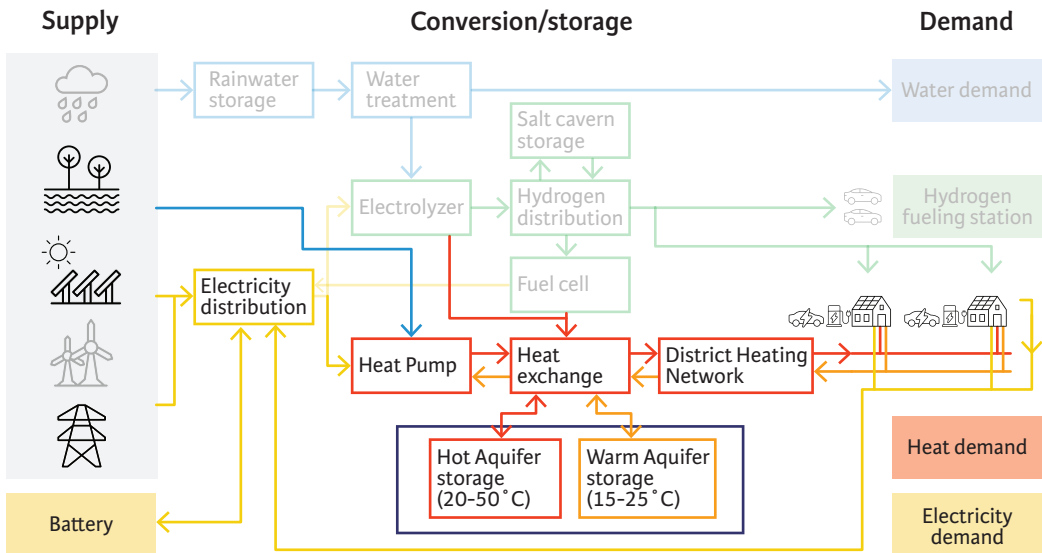 Supply
Conversion/storage
Demand
Rainwater
storage
Water
treatment
Water demand
Salt cavern
storage
Electrolyzer
Hydrogen
distribution
Hydrogen
fueling station
Electricity
distribution
Fuel cell
Heat Pump
Heat
exchange
District Heating
Network
Hot Aquifer
storage
(20-50˚C)
Warm Aquifer
storage
(15-25˚C)
Heat demand
Battery
Electricity
demand